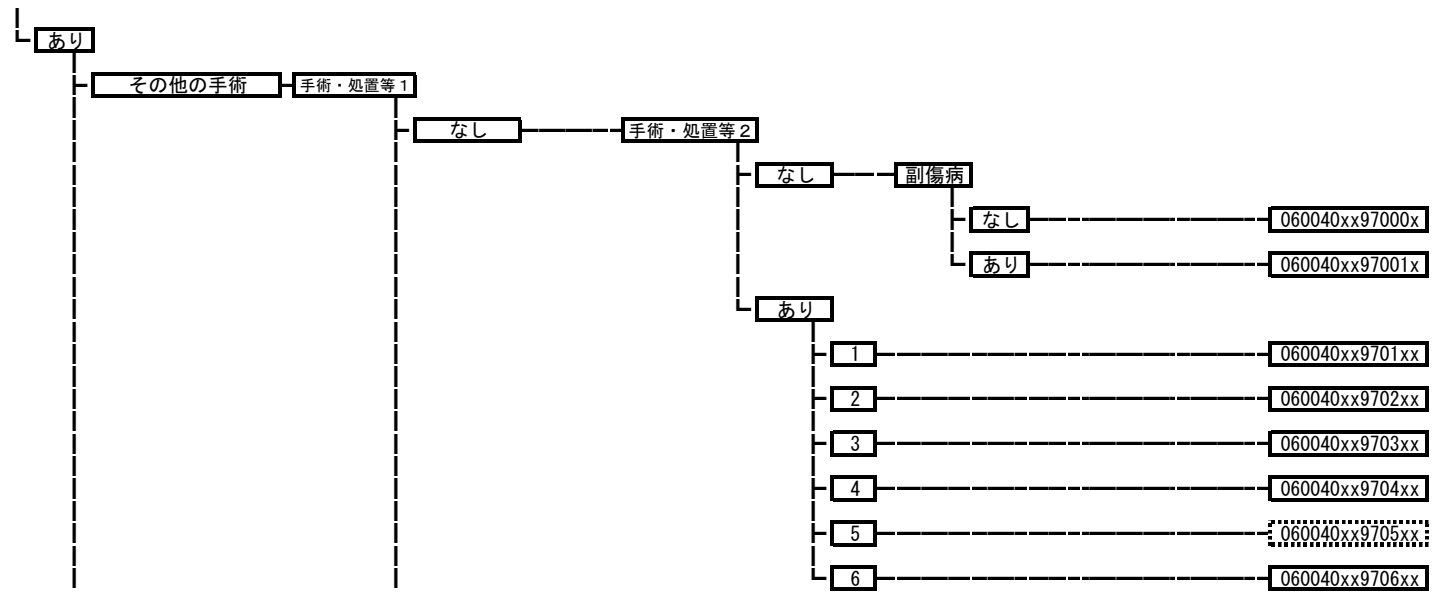 あり
その他の手術 手術・処置等1
なし 手術・処置等2
なし 副傷病
なし 060040xx97000x
あり 060040xx97001x
あり
1 060040xx9701xx
2 060040xx9702xx
3 060040xx9703xx
4 060040xx9704xx
5 060040xx9705xx
6 060040xx9706xx